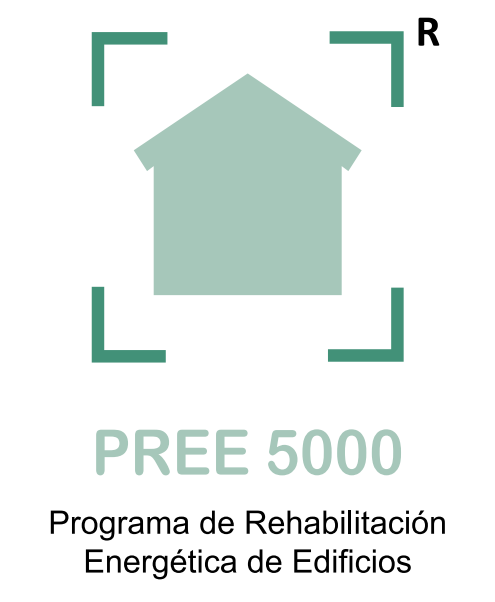 R
PREE 5000
Programa de Rehabilitación
Energética de Edificios